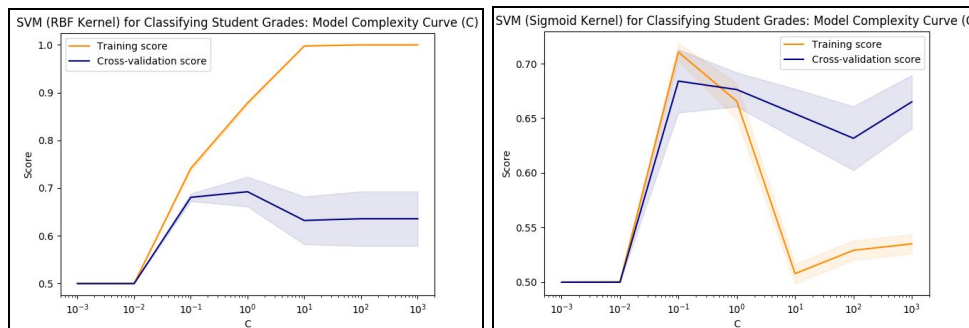 SVM (RBF Kernel) for Classifying Student Grades: Model Complexity Curve (C)
Training score
Cross-validation score
1.0
0.9
0.8
0.7
0.6
0.5
Score
10⁻³
10⁻²
10⁻¹
10⁰
10¹
10²
10³
C
SVM (Sigmoid Kernel) for Classifying Student Grades: Model Complexity Curve (C
Training score
Cross-validation score
0.70
0.65
0.60
0.55
0.50
Score
10⁻³
10⁻²
10⁻¹
10⁰
10¹
10²
10³
C